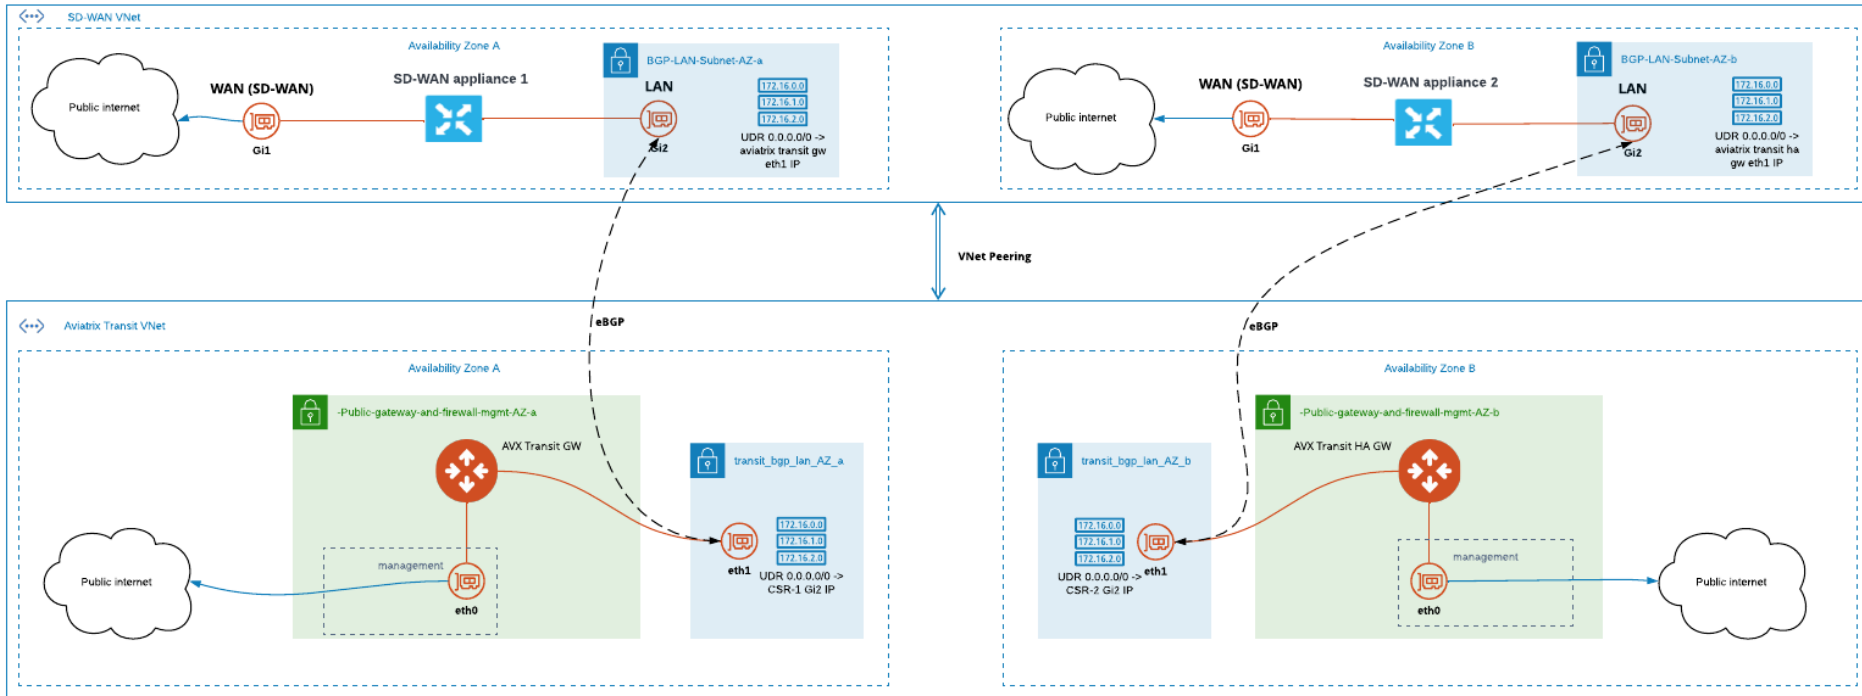 SD-WAN VNet
Availability Zone A
Public internet
WAN (SD-WAN)
Gi1
SD-WAN appliance 1
BGP-LAN-Subnet-AZ-a
LAN
Gi2
172.16.0.0
172.16.1.0
172.16.2.0
UDR 0.0.0.0/0 ->
aviatrix transit gw
eth1 IP
Availability Zone B
Public internet
WAN (SD-WAN)
Gi1
SD-WAN appliance 2
BGP-LAN-Subnet-AZ-b
LAN
Gi2
172.16.0.0
172.16.1.0
172.16.2.0
UDR 0.0.0.0/0 ->
aviatrix transit ha
gw eth1 IP
VNet Peering
eBGP
eBGP
Aviatrix Transit VNet
Availability Zone A
-Public-gateway-and-firewall-mgmt-AZ-a
AVX Transit GW
management
eth0
Public internet
transit_bgp_lan_AZ_a
eth1
172.16.0.0
172.16.1.0
172.16.2.0
UDR 0.0.0.0/0 ->
CSR-1 Gi2 IP
Availability Zone B
transit_bgp_lan_AZ_b
172.16.0.0
172.16.1.0
172.16.2.0
eth1
UDR 0.0.0.0/0 ->
CSR-2 Gi2 IP
-Public-gateway-and-firewall-mgmt-AZ-b
AVX Transit HA GW
management
eth0
Public internet